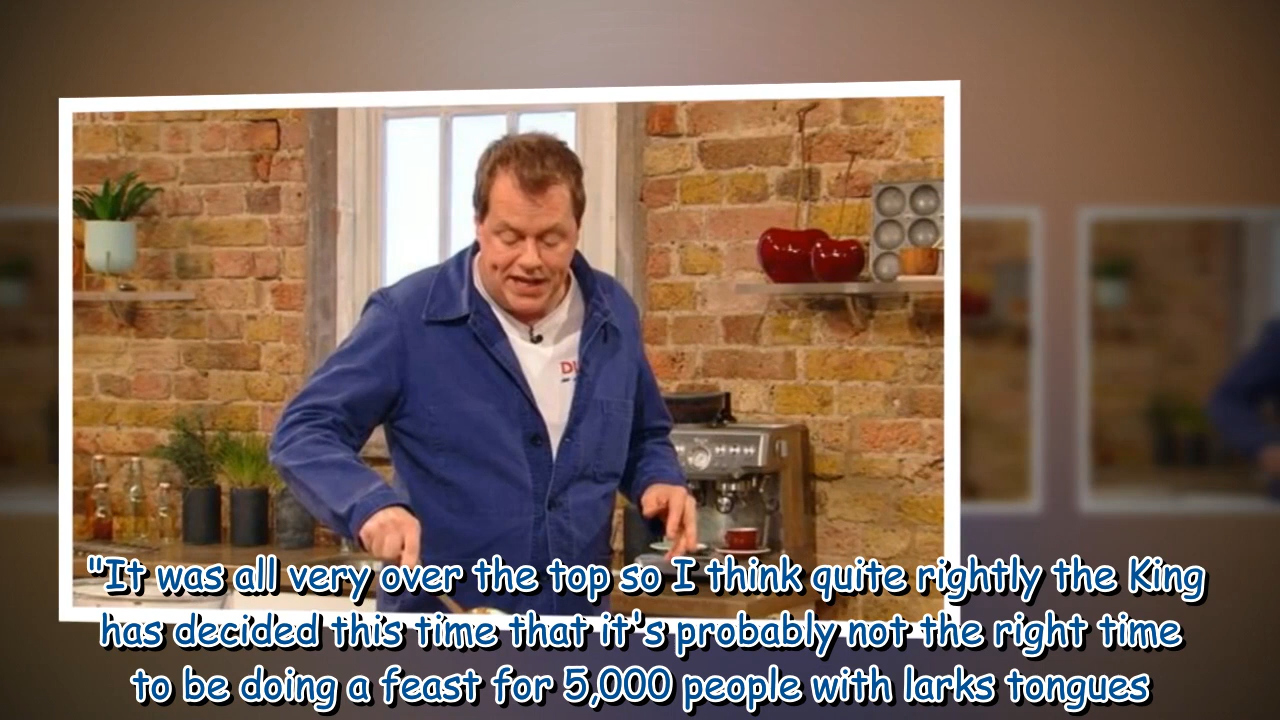 "It was all very over the top so I think quite rightly the King
has decided this time that it's probably not the right time
to be doing a feast for 5,000 people with larks tongues